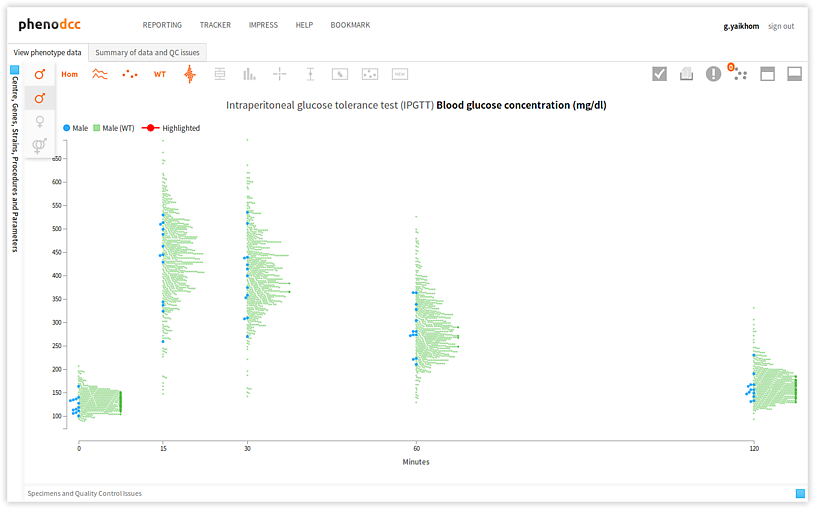 phenodcc REPORTING TRACKER IMPRESS HELP BOOKMARK g.yaikhom sign out
View phenotype data Summary of data and QC issues
Centre, Genes, Strains, Procedures and Parameters
Hom WT NEW 0
Intraperitoneal glucose tolerance test (IPGTT) Blood glucose concentration (mg/dl)
Male Male (WT) Highlighted
650
600
550
500
450
400
350
300
250
200
150
100
0 15 30 60 120
Minutes
Specimens and Quality Control Issues